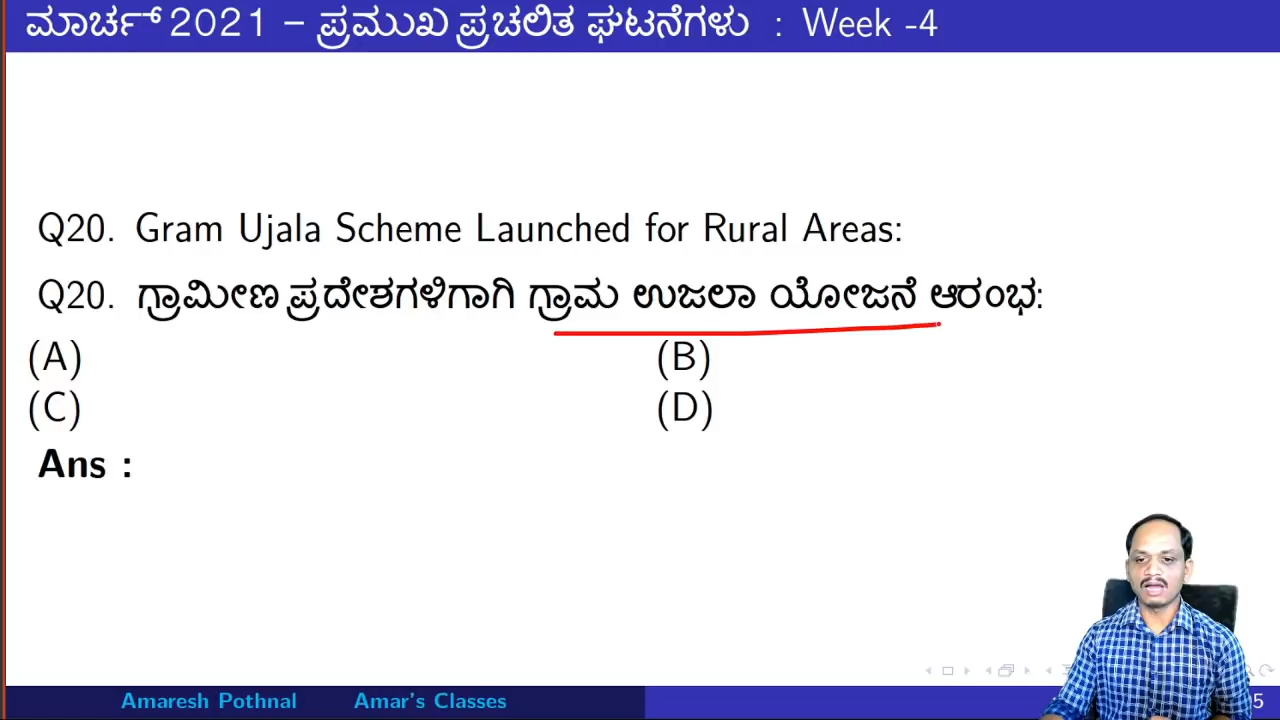 ಮಾರ್ಚ್ 2021 – ಪ್ರಮುಖ ಪ್ರಚಲಿತ ಘಟನೆಗಳು : Week -4
Q20. Gram Ujala Scheme Launched for Rural Areas:
Q20. ಗ್ರಾಮೀಣ ಪ್ರದೇಶಗಳಿಗಾಗಿ ಗ್ರಾಮ ಉಜಲಾ ಯೋಜನೆ ಆರಂಭ:
(A) (B)
(C) (D)
Ans :
Amaresh Pothnal Amar's Classes